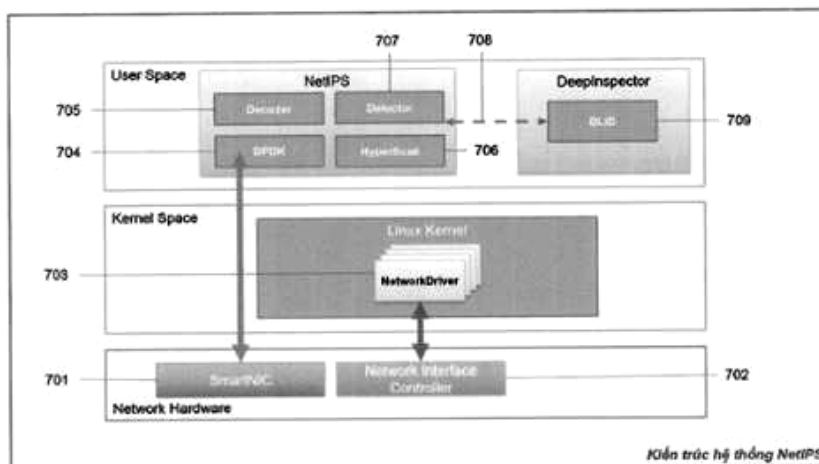 707
708
User Space
NetIPS
DeepInspector
705
Decoder
Detector
709
704
DPDK
HyperScan
706
Kernel Space
Linux Kernel
703
NetworkDriver
701
SmartNIC
Network Interface
Controller
702
Network Hardware
Kiến trúc hệ thống NetIPS